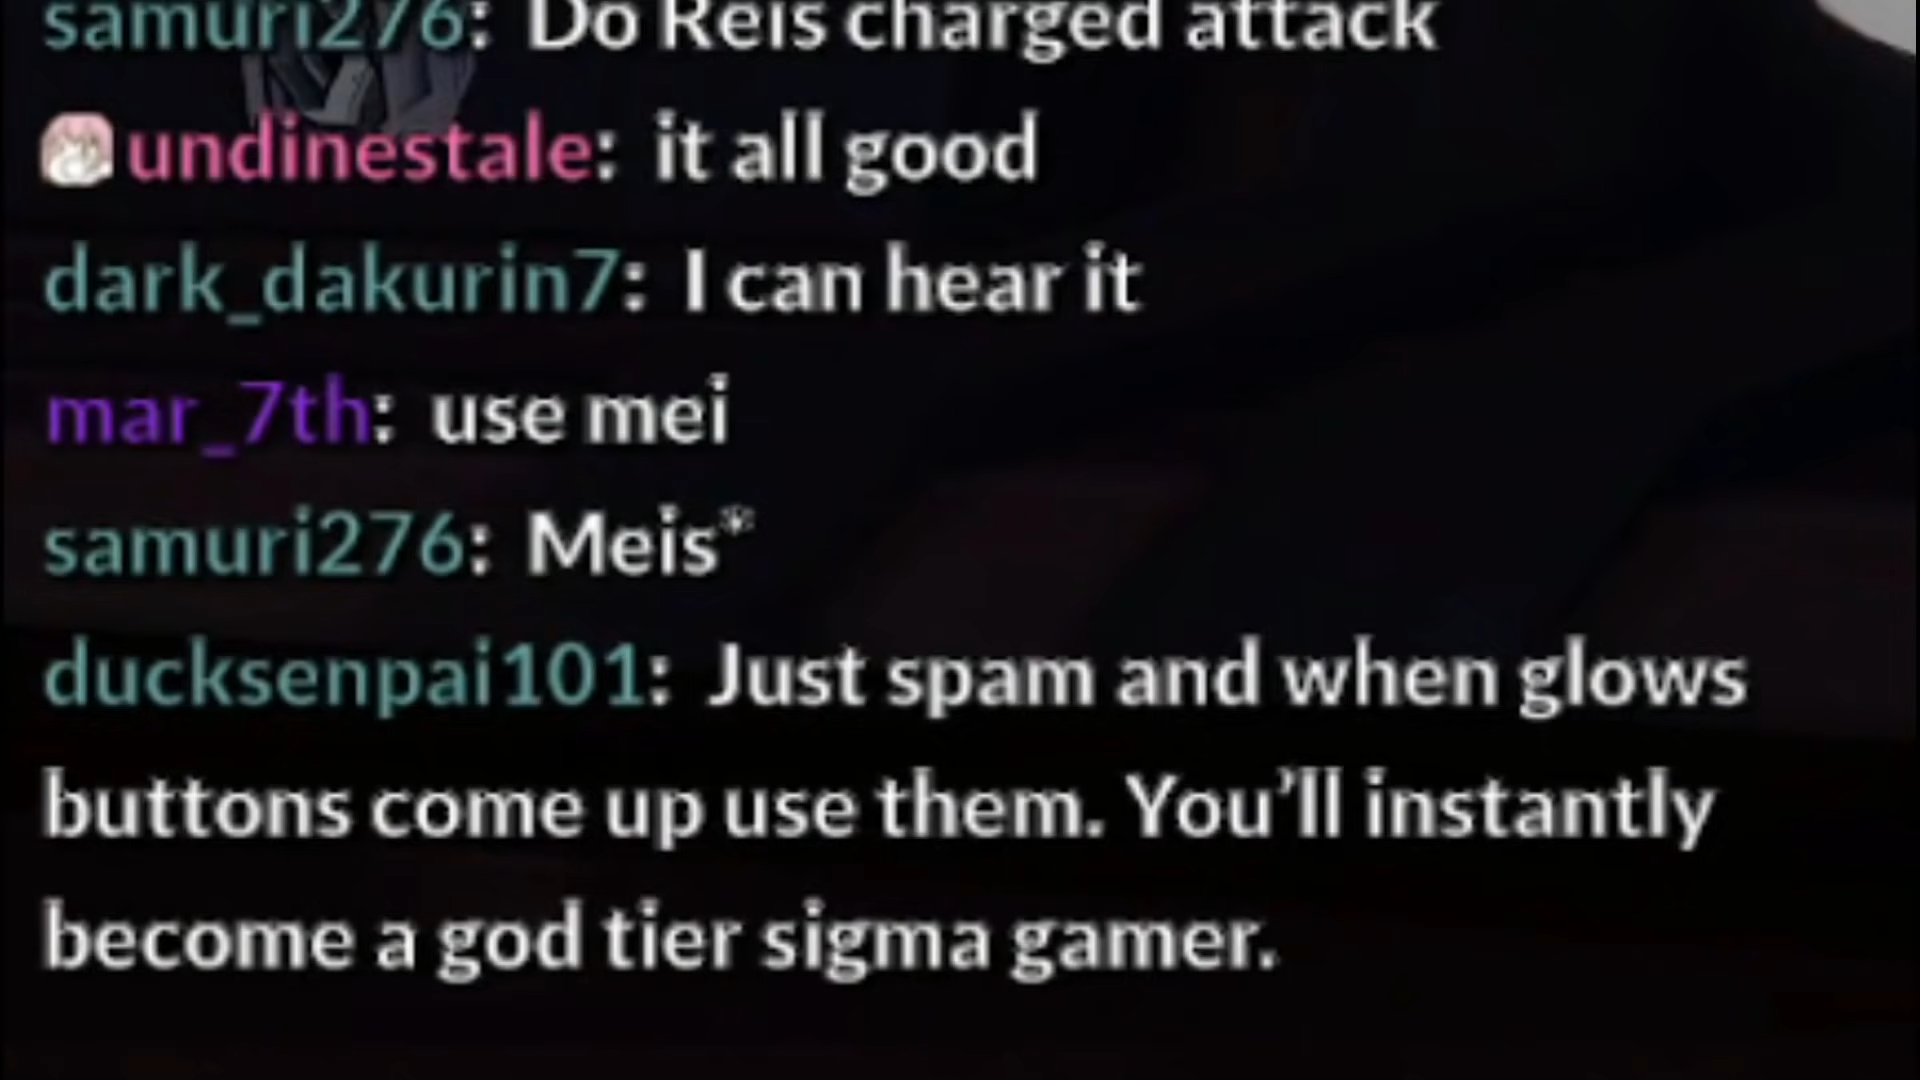 samuri276: Do Reis charged attack
undinestale: it all good
dark_dakurin7: I can hear it
mar_7th: use mei
samuri276: Meis*
ducksenpai101: Just spam and when glows
buttons come up use them. You’ll instantly
become a god tier sigma gamer.